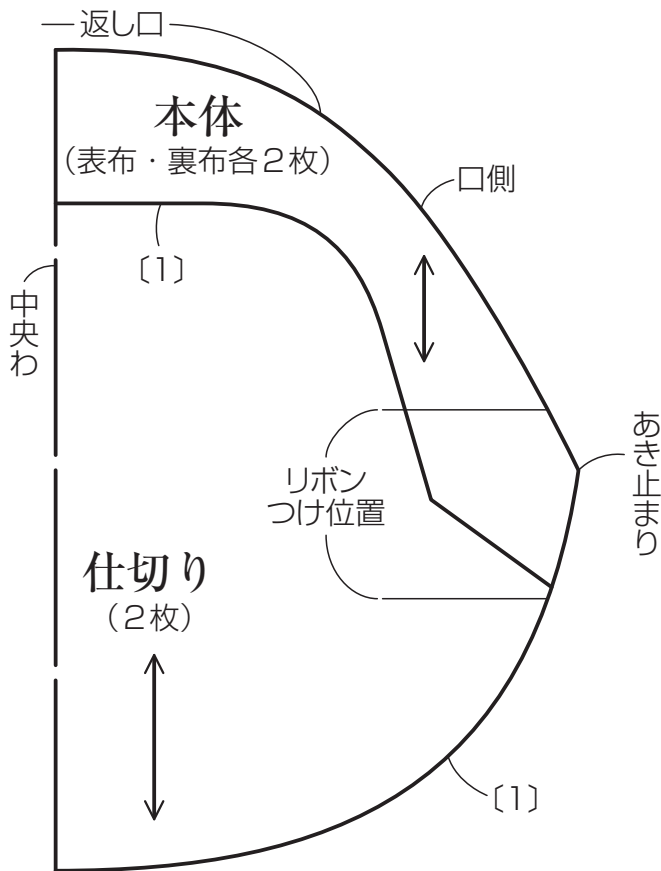 返し口
本体
（表布・裏布各２枚）
口側
〔1〕
中央わ
あき止まり
リボン
つけ位置
仕切り
（２枚）
〔1〕